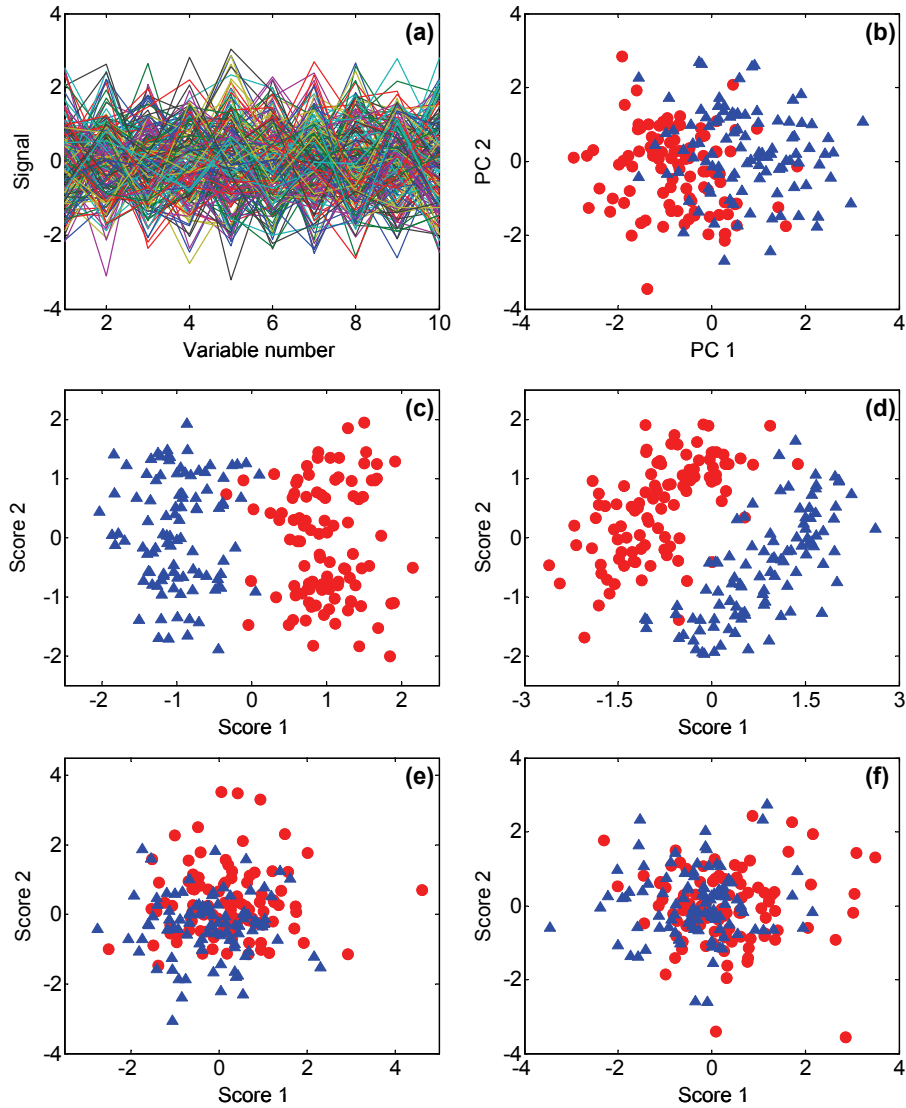 (a)
4
2
0
-2
-4
Signal
2 4 6 8 10
Variable number
(b)
4
2
0
-2
-4
PC 2
-4 -2 0 2 4
PC 1
(c)
2
1
0
-1
-2
Score 2
-2 -1 0 1 2
Score 1
(d)
2
1
0
-1
-2
Score 2
-3 -1.5 0 1.5 3
Score 1
(e)
4
2
0
-2
-4
Score 2
-2 0 2 4
Score 1
(f)
4
2
0
-2
-4
Score 2
-4 -2 0 2 4
Score 1